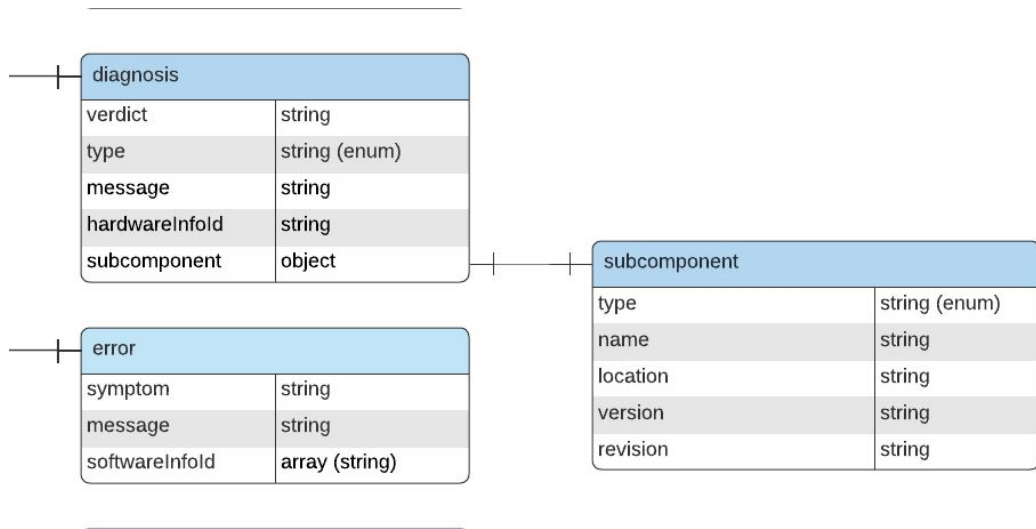 diagnosis
verdict string
type string (enum)
message string
hardwareInfoId string
subcomponent object
subcomponent
type string (enum)
name string
location string
version string
revision string
error
symptom string
message string
softwareInfoId array (string)